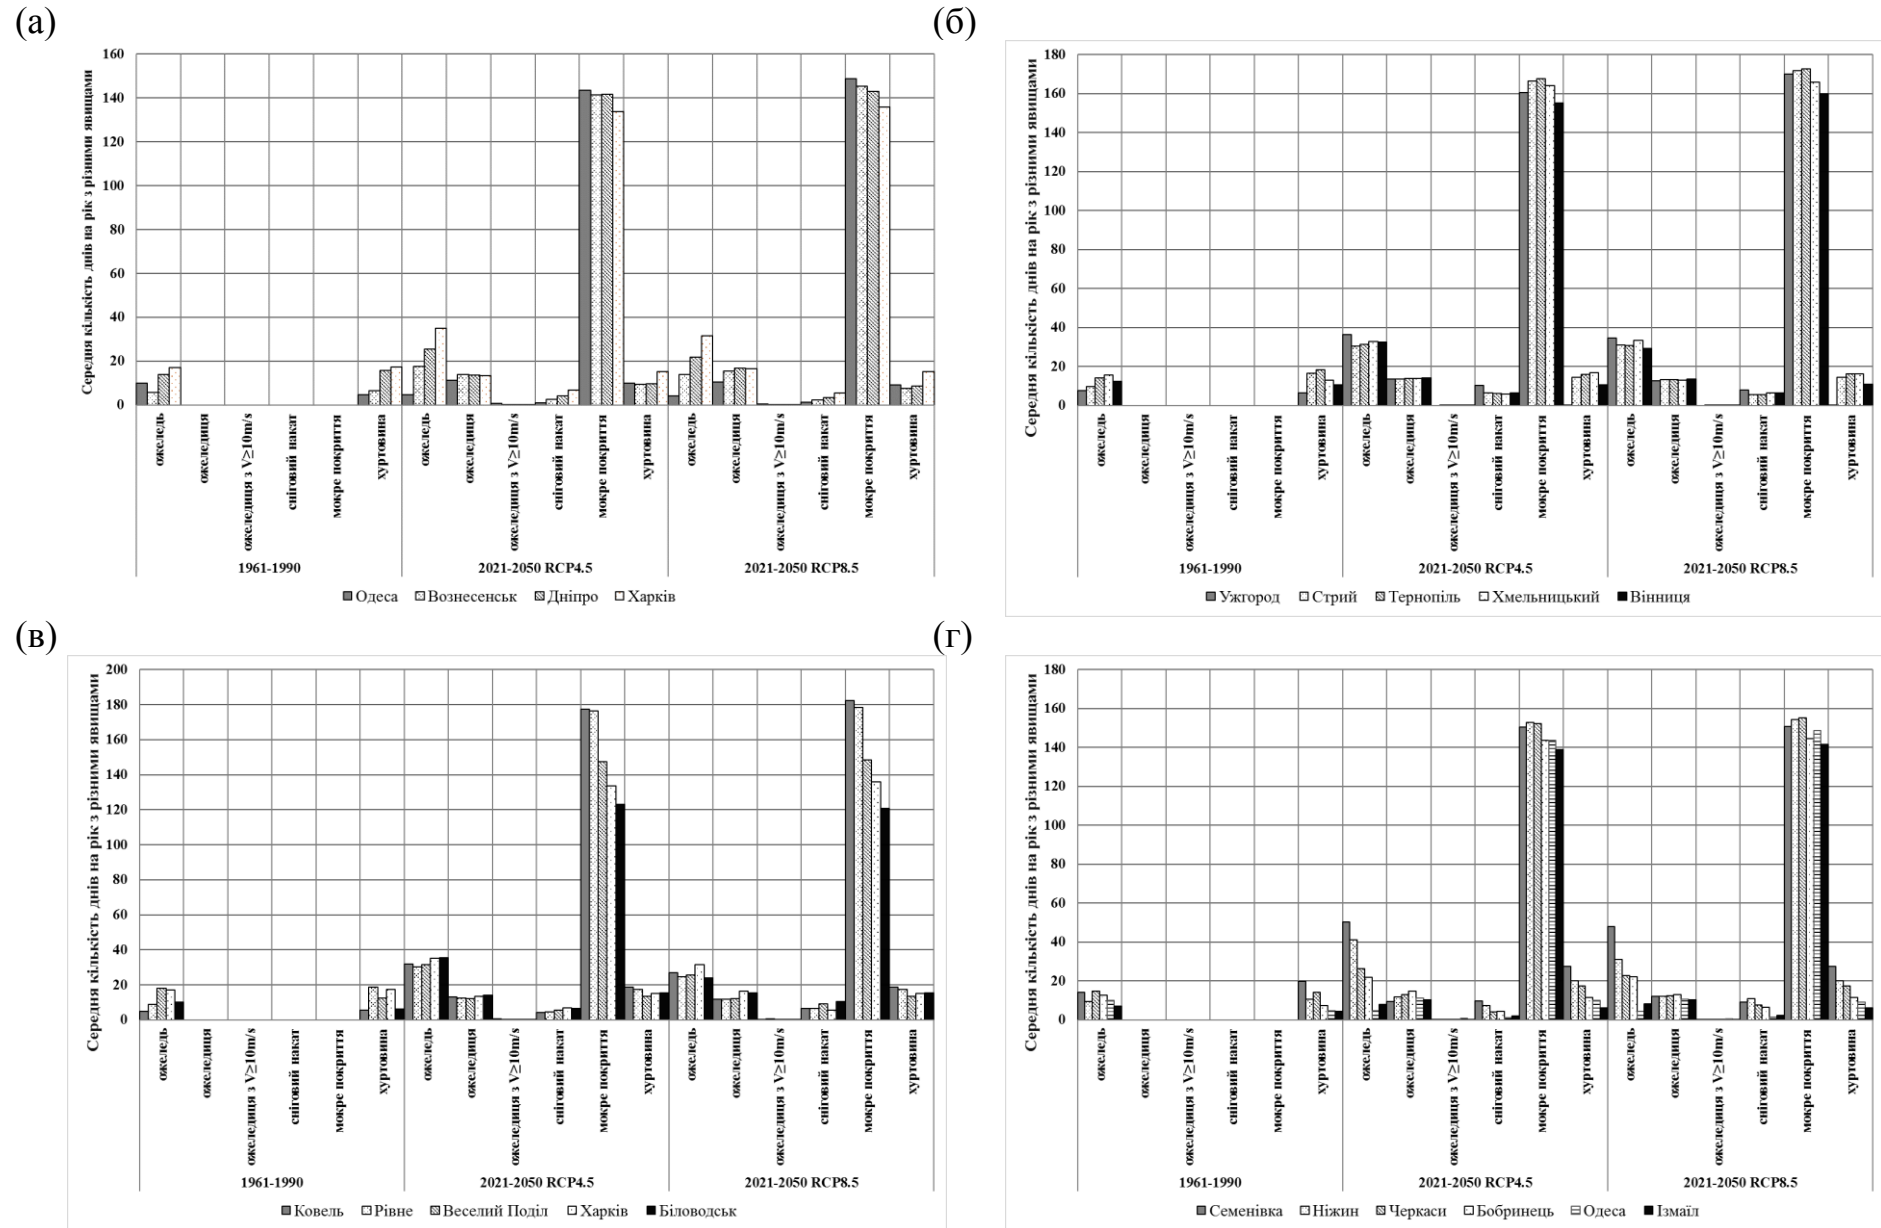 (а)
Середня кількість днів на рік з різними явищами
160
140
120
100
80
60
40
20
0
ожеледь
ожеледиця
ожеледиця з V≥10m/s
сніговий накат
мокре покриття
хуртовина
ожеледь
ожеледиця
ожеледиця з V≥10m/s
сніговий накат
мокре покриття
хуртовина
ожеледь
ожеледиця
ожеледиця з V≥10m/s
сніговий накат
мокре покриття
хуртовина
1961-1990 2021-2050 RCP4.5 2021-2050 RCP8.5
Одеса Вознесенськ Дніпро Харків
(б)
Середня кількість днів на рік з різними явищами
180
160
140
120
100
80
60
40
20
0
ожеледь
ожеледиця
ожеледиця з V≥10m/s
сніговий накат
мокре покриття
хуртовина
ожеледь
ожеледиця
ожеледиця з V≥10m/s
сніговий накат
мокре покриття
хуртовина
ожеледь
ожеледиця
ожеледиця з V≥10m/s
сніговий накат
мокре покриття
хуртовина
1961-1990 2021-2050 RCP4.5 2021-2050 RCP8.5
Ужгород Стрий Тернопіль Хмельницький Вінниця
(в)
Середня кількість днів на рік з різними явищами
200
180
160
140
120
100
80
60
40
20
0
ожеледь
ожеледиця
ожеледиця з V≥10m/s
сніговий накат
мокре покриття
хуртовина
ожеледь
ожеледиця
ожеледиця з V≥10m/s
сніговий накат
мокре покриття
хуртовина
ожеледь
ожеледиця
ожеледиця з V≥10m/s
сніговий накат
мокре покриття
хуртовина
1961-1990 2021-2050 RCP4.5 2021-2050 RCP8.5
Ковель Рівне Веселий Поділ Харків Біловодськ
(г)
Середня кількість днів на рік з різними явищами
180
160
140
120
100
80
60
40
20
0
ожеледь
ожеледиця
ожеледиця з V≥10m/s
сніговий накат
мокре покриття
хуртовина
ожеледь
ожеледиця
ожеледиця з V≥10m/s
сніговий накат
мокре покриття
хуртовина
ожеледь
ожеледиця
ожеледиця з V≥10m/s
сніговий накат
мокре покриття
хуртовина
1961-1990 2021-2050 RCP4.5 2021-2050 RCP8.5
Семенівка Ніжин Черкаси Бобринець Одеса Ізмаїл